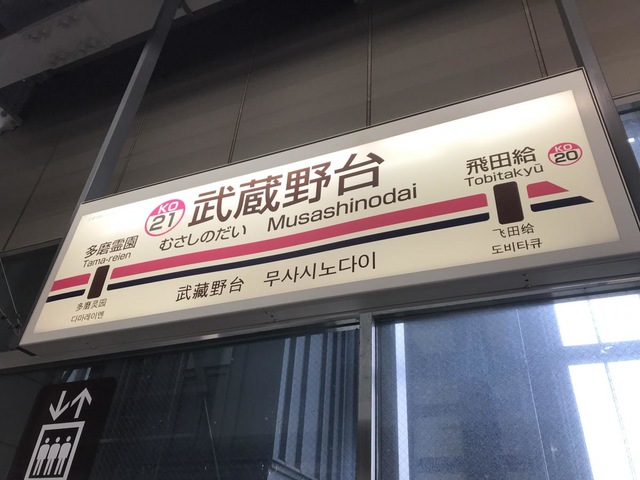 KO
21
武蔵野台
むさしのだい Musashinodai
武藏野台 무사시노다이
多磨霊園
Tama-reien
多磨灵园
다마레이엔
飛田給
KO
20
Tobitakyū
飞田给
도비타큐